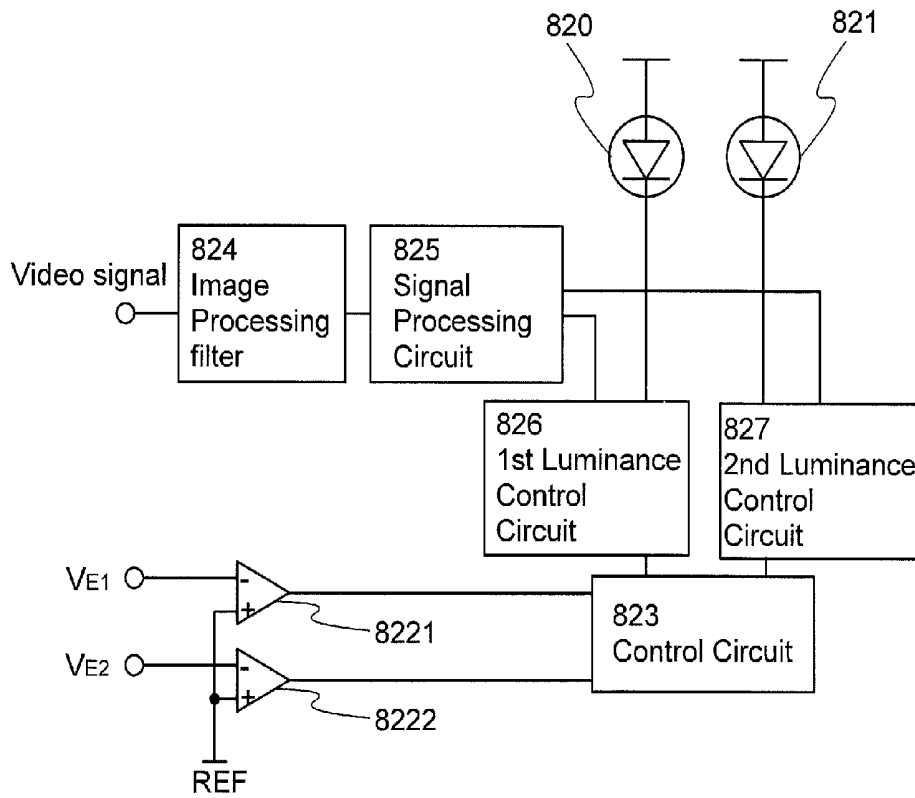 820
821
Video signal
824
Image
Processing
filter
825
Signal
Processing
Circuit
826
1st Luminance
Control
Circuit
827
2nd Luminance
Control
Circuit
VE1
-
+
8221
VE2
-
+
8222
823
Control Circuit
REF